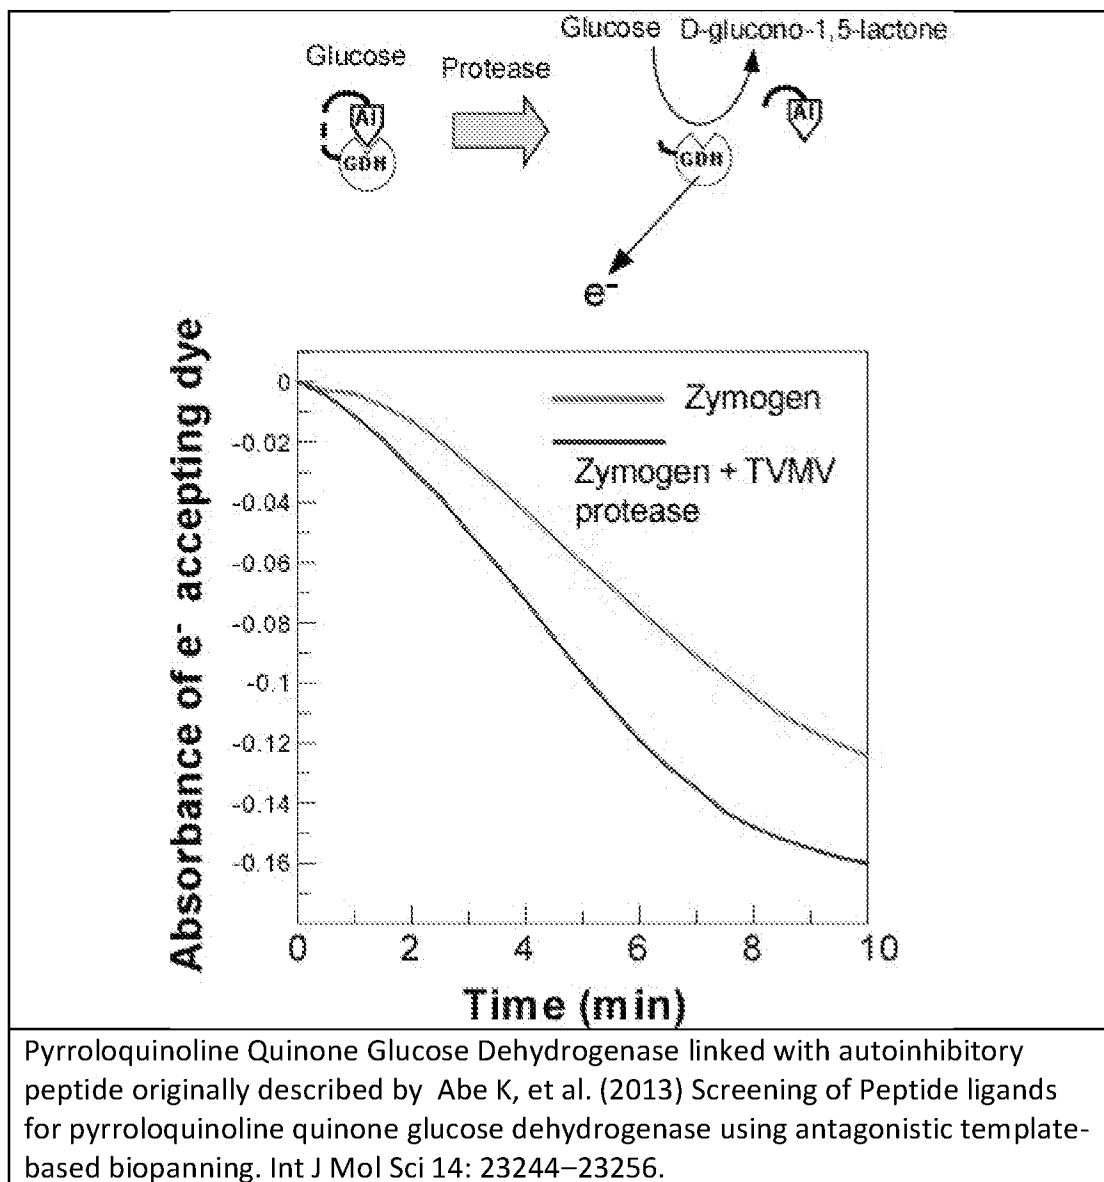 Glucose D-glucono-1,5-lactone
Glucose
Protease
AI
AI
GDH
GDH
e-
Absorbance of e- accepting dye
0
-0.02
-0.04
-0.06
-0.08
-0.1
-0.12
-0.14
-0.16
Zymogen
Zymogen + TVMV
protease
0 2 4 6 8 10
Time (min)
Pyrroloquinoline Quinone Glucose Dehydrogenase linked with autoinhibitory
peptide originally described by Abe K, et al. (2013) Screening of Peptide ligands
for pyrroloquinoline quinone glucose dehydrogenase using antagonistic template-
based biopanning. Int J Mol Sci 14: 23244–23256.